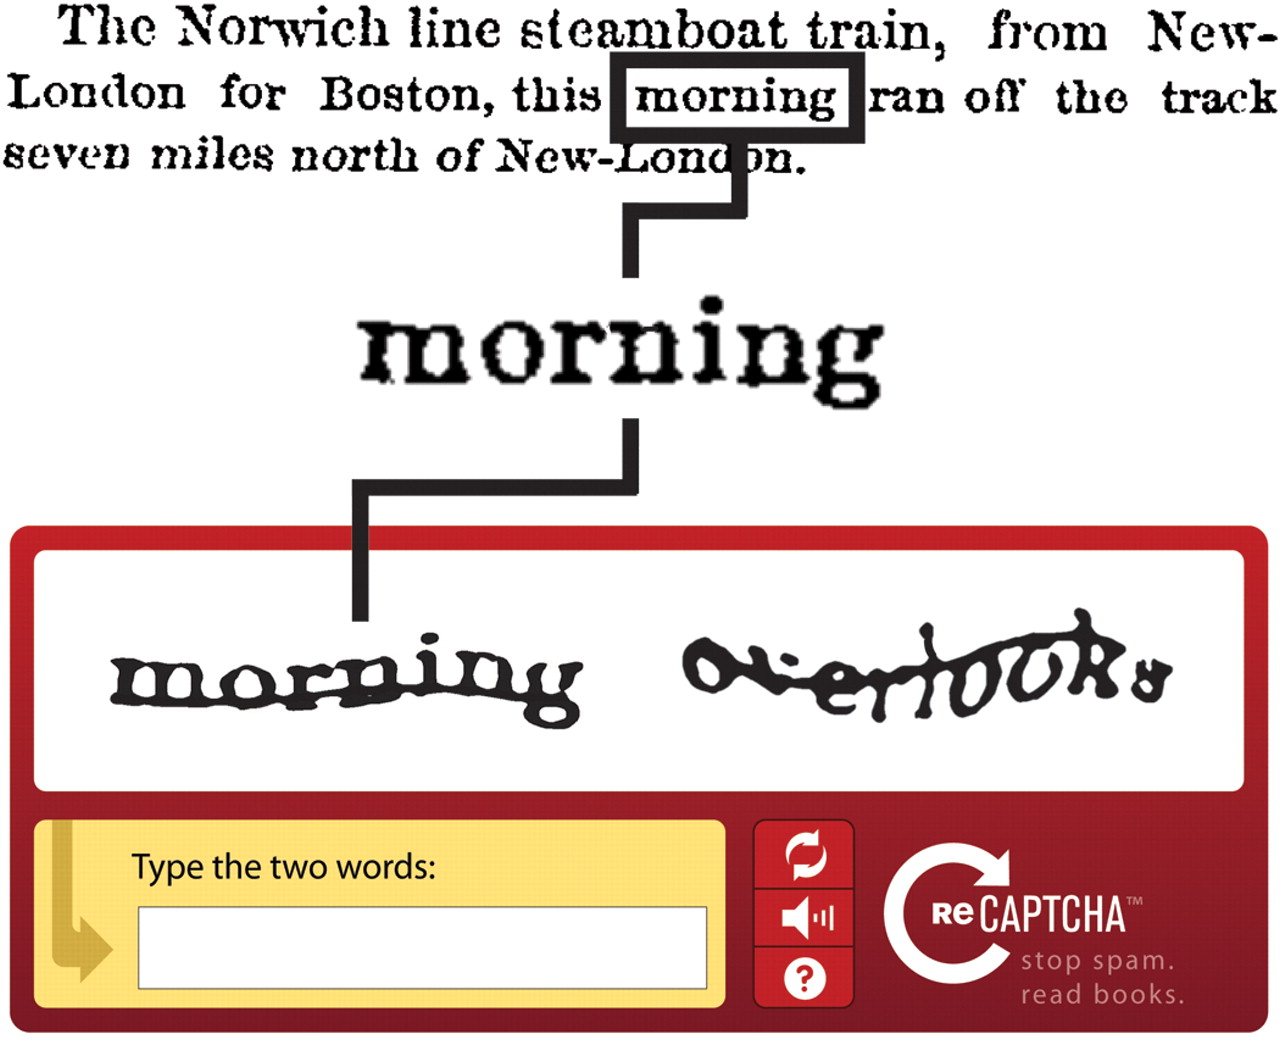 The Norwich line steamboat train, from New-
London for Boston, this morning ran off the track
seven miles north of New-London.
morning
morning overlooks
Type the two words:
reCAPTCHA™
stop spam.
read books.